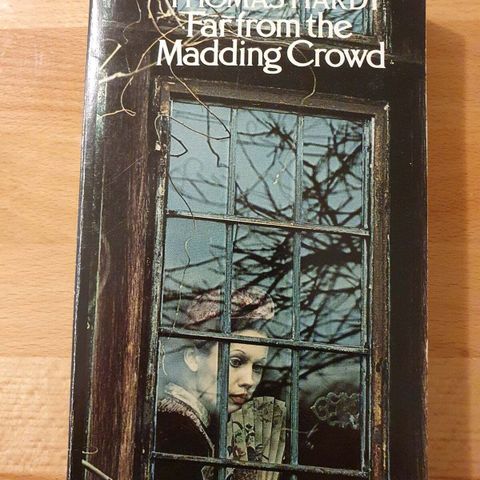 THOMAS HARDY
Far from the
Madding Crowd